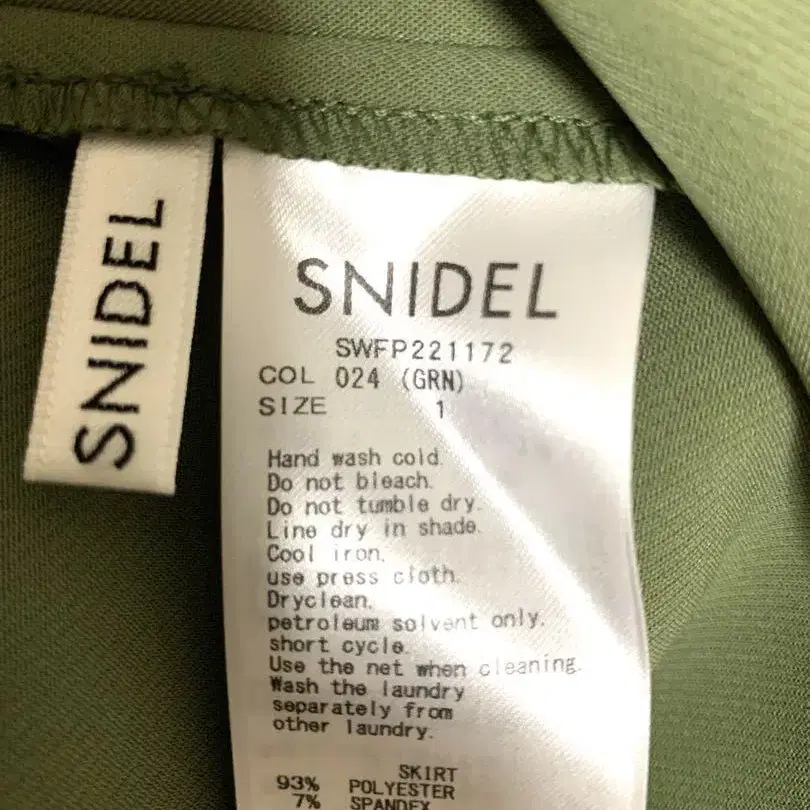 SNIDEL
SNIDEL
SWFP221172
COL 024 (GRN)
SIZE 1
Hand wash cold.
Do not bleach.
Do not tumble dry.
Line dry in shade.
Cool iron,
use press cloth.
Dryclean,
petroleum solvent only.
short cycle.
Use the net when cleaning.
Wash the laundry
separately from
other laundry.
SKIRT
93% POLYESTER
7% SPANDEX